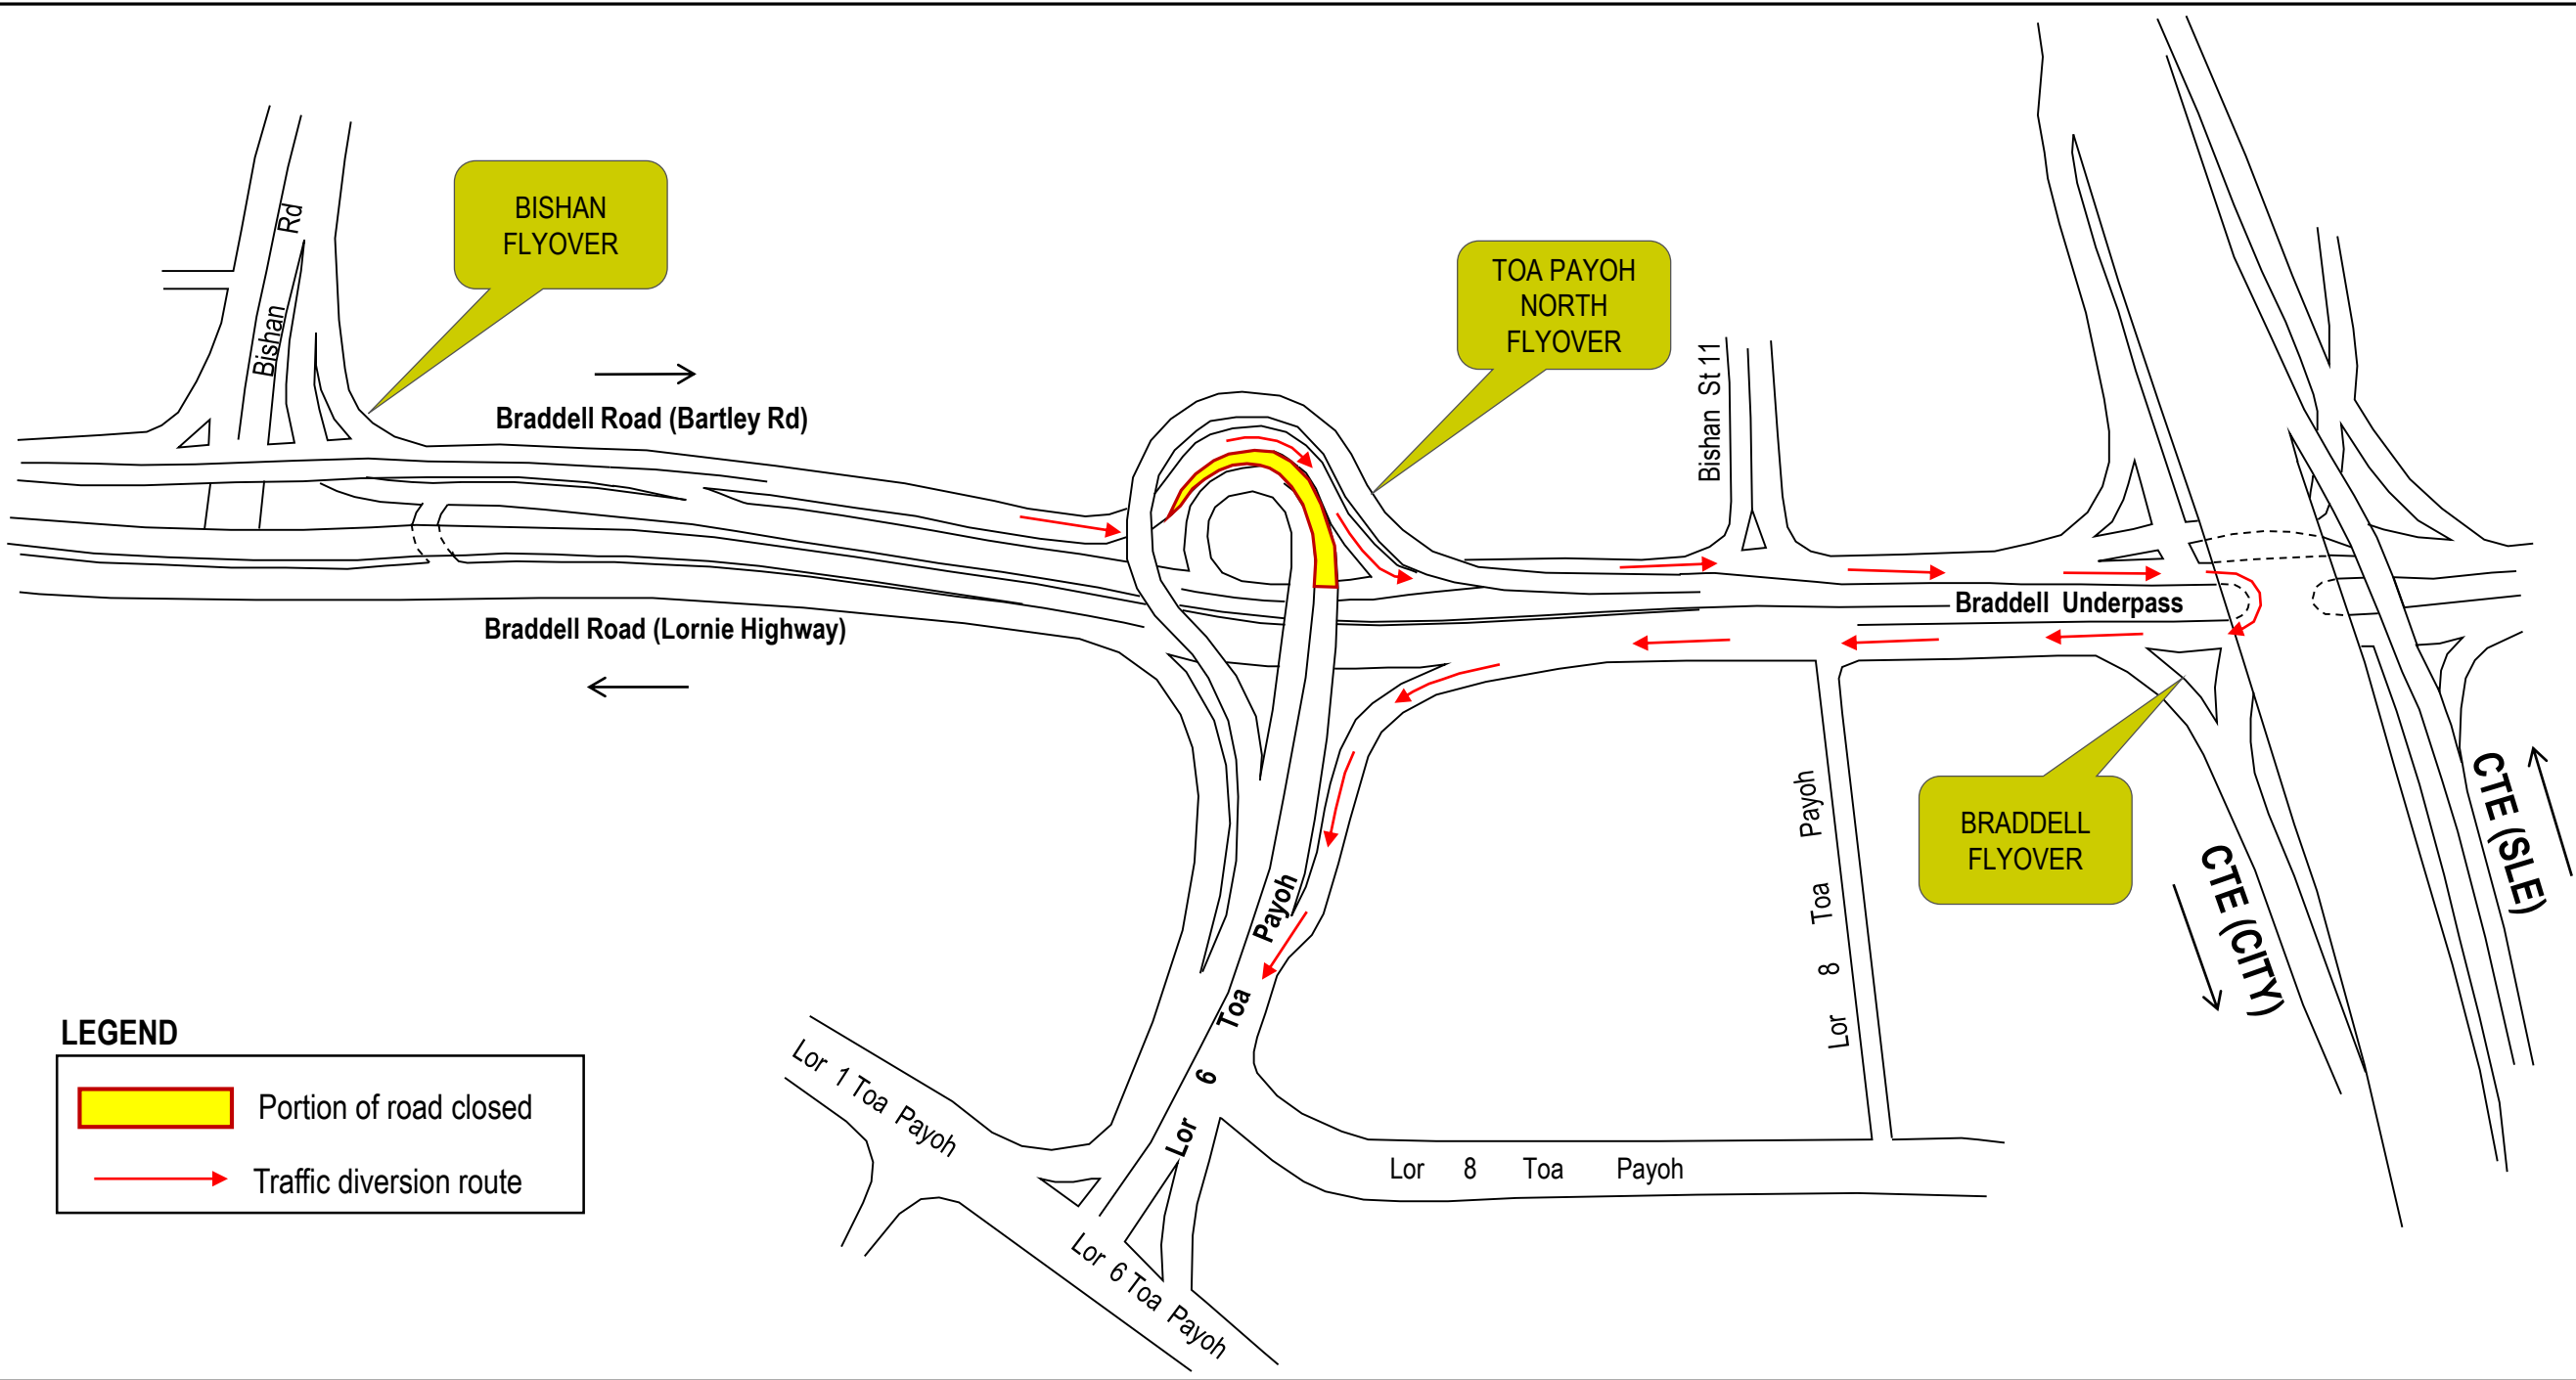 Bishan Rd
BISHAN
FLYOVER
TOA PAYOH
NORTH
FLYOVER
Bishan St 11
Braddell Road (Bartley Rd)
Braddell Underpass
Braddell Road (Lornie Highway)
BRADDELL
FLYOVER
CTE (SLE)
CTE (CITY)
Lor 8 Toa Payoh
Lor 6 Toa Payoh
Lor 1 Toa Payoh
Lor 8 Toa Payoh
Lor 6 Toa Payoh
LEGEND
Portion of road closed
Traffic diversion route